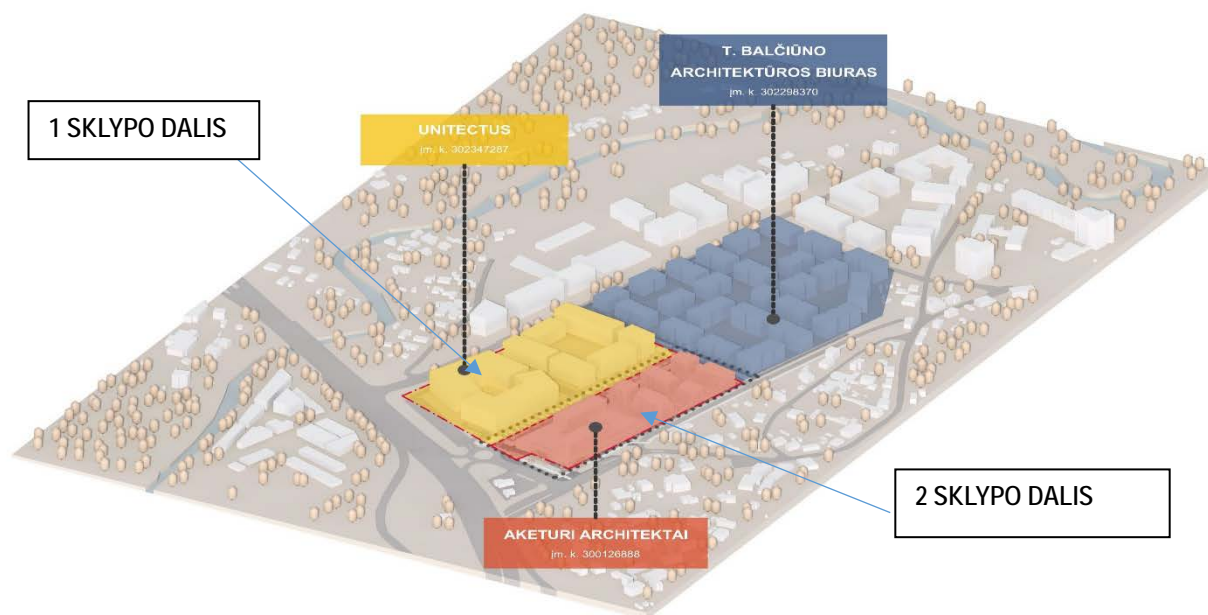 T. BALČIŪNO
ARCHITEKTŪROS BIURAS
įm. k. 302298370
1 SKLYPO DALIS
UNITECTUS
įm. k. 302347287
2 SKLYPO DALIS
AKETURI ARCHITEKTAI
įm. k. 300126888